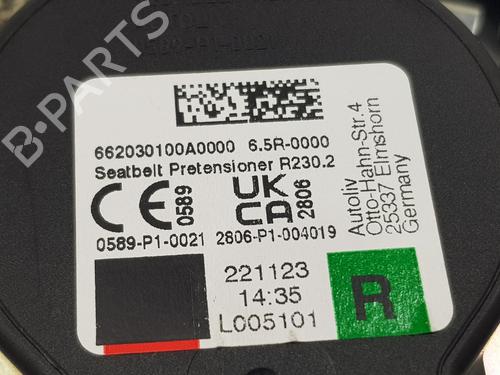 B-PARTS
662030100A0000 6.5R-0000
Seatbelt Pretensioner R230.2
CE 0589 UK CA 2806
0589-P1-0021 2806-P1-004019
Autoliv
Otto-Hahn-Str.4
25337 Elmshorn
Germany
221123
14:35
L005101
R